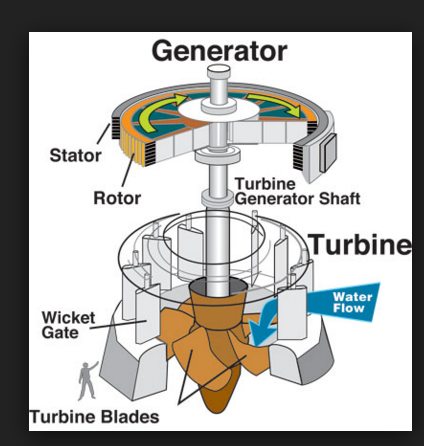 Generator
Stator
Rotor
Turbine
Generator Shaft
Turbine
Water
Flow
Wicket
Gate
Turbine Blades